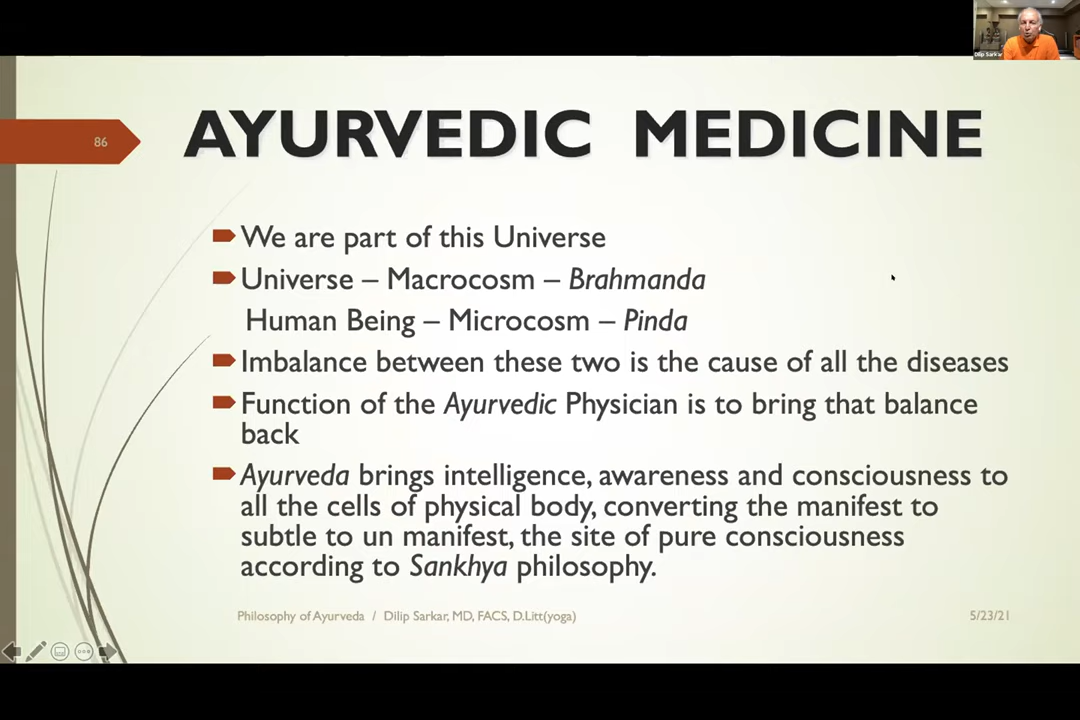 Dilip Sarkar
86
AYURVEDIC MEDICINE
We are part of this Universe
Universe – Macrocosm – Brahmanda
Human Being – Microcosm – Pinda
Imbalance between these two is the cause of all the diseases
Function of the Ayurvedic Physician is to bring that balance
back
Ayurveda brings intelligence, awareness and consciousness to
all the cells of physical body, converting the manifest to
subtle to un manifest, the site of pure consciousness
according to Sankhya philosophy.
Philosophy of Ayurveda / Dilip Sarkar, MD, FACS, D.Litt(yoga)
5/23/21